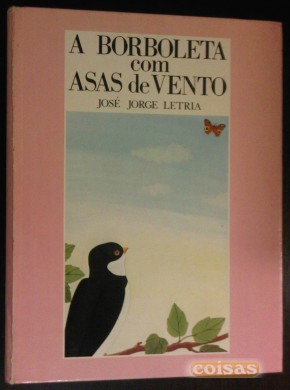 A BORBOLETA
com
ASAS de VENTO
JOSÉ JORGE LETRIA
coisas